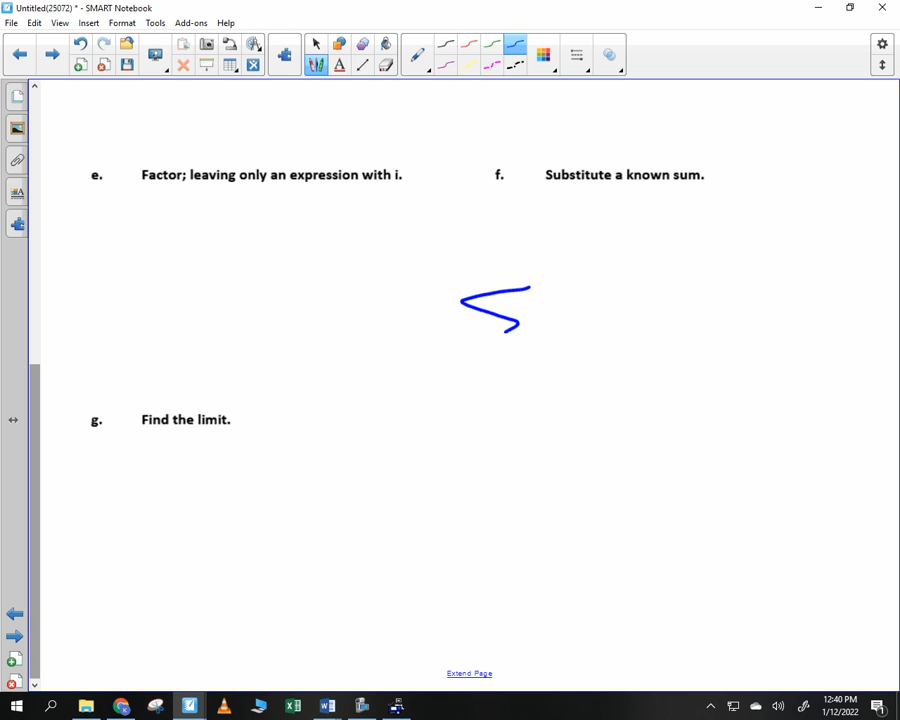 Untitled(25072) * - SMART Notebook
File Edit View Insert Format Tools Add-ons Help
e. Factor; leaving only an expression with i.
f. Substitute a known sum.
g. Find the limit.
Extend Page
12:40 PM
1/12/2022